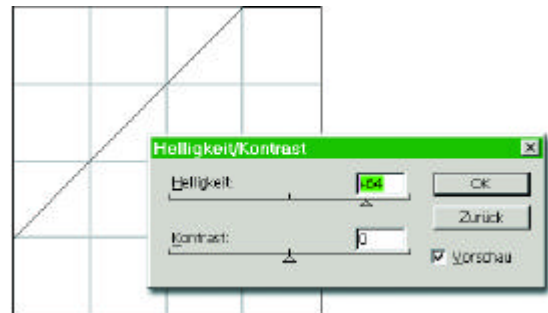 Helligkeit/Kontrast
Helligkeit:
+64
OK
Zurück
Kontrast:
0
Vorschau